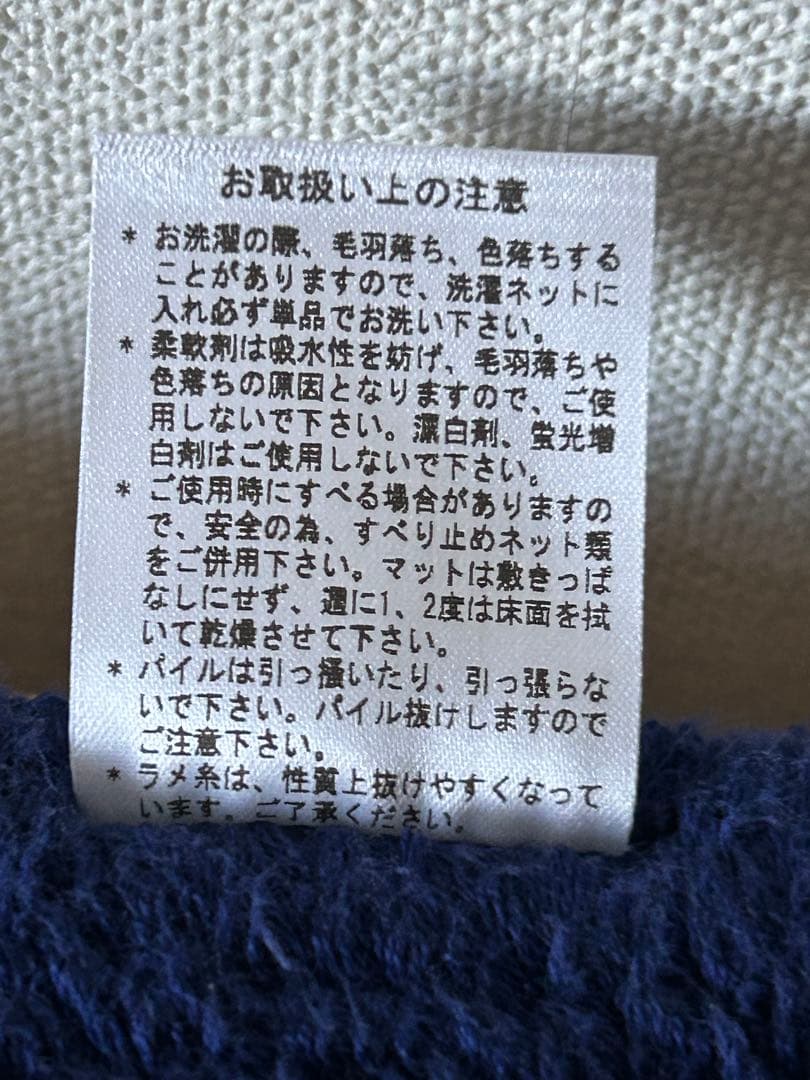 お取扱い上の注意
* お洗濯の際、毛羽落ち、色落ちする
ことがありますので、洗濯ネットに
入れ必ず単品でお洗い下さい。
* 柔軟剤は吸水性を妨げ、毛羽落ちや
色落ちの原因となりますので、ご使
用しないで下さい。漂白剤、蛍光増
白剤はご使用しないで下さい。
* ご使用時にすべる場合がありますの
で、安全の為、すべり止めネット類
をご併用下さい。マットは敷きっぱ
なしにせず、週に1、2度は床面を拭
いて乾燥させて下さい。
* パイルは引っ掻いたり、引っ張らな
いで下さい。パイル抜けしますので
ご注意下さい。
* ラメ糸は、性質上抜けやすくなって
います。ご了承ください。